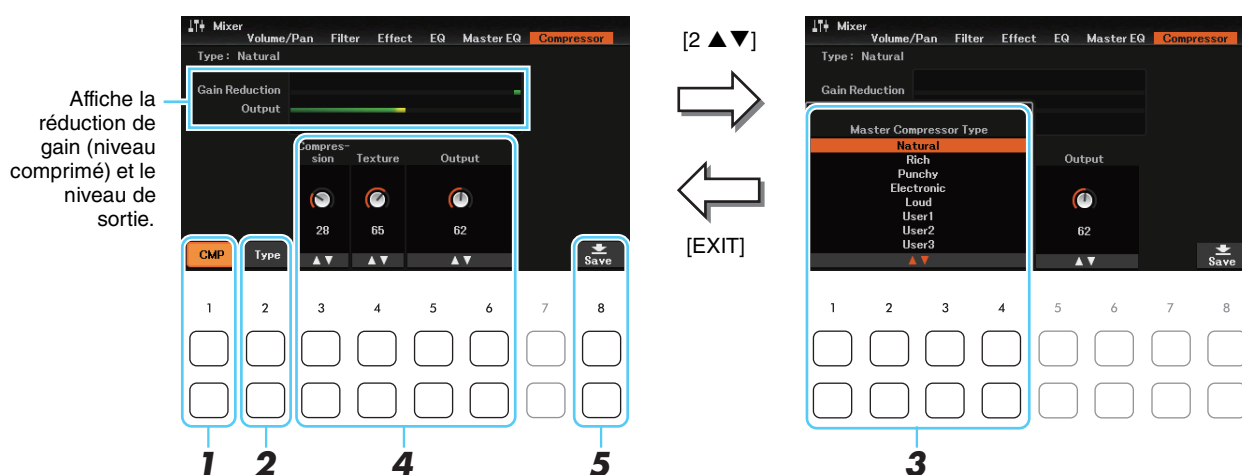 Mixer
Volume/Pan Filter Effect EQ Master EQ Compressor
Type: Natural
Gain Reduction
Output
Affiche la
réduction de
gain (niveau
comprimé) et le
niveau de
sortie.
Compres-
sion Texture Output
28 65 62
CMP Type ▲▼ ▲▼ ▲▼ Save
1 2 3 4 5 6 7 8
1 2 4 5
[2 ▲▼]
[EXIT]
Mixer
Volume/Pan Filter Effect EQ Master EQ Compressor
Type: Natural
Gain Reduction
Master Compressor Type
Natural
Rich
Punchy
Electronic
Loud
User1
User2
User3
▲▼
Output
62
▲▼
Save
1 2 3 4 5 6 7 8
3